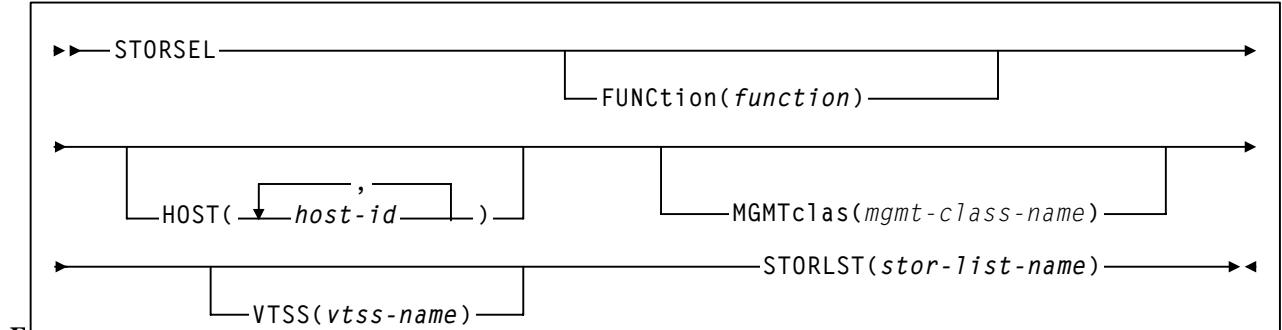 STORSEL
FUNCtion(function)
,
HOST( host-id ) MGMTclas(mgmt-class-name)
STORLST(stor-list-name)
VTSS(vtss-name)